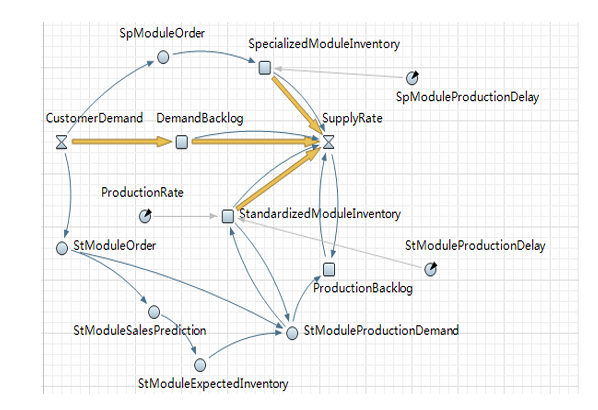 SpModuleOrder
SpecializedModuleInventory
SpModuleProductionDelay
CustomerDemand
DemandBacklog
SupplyRate
ProductionRate
StandardizedModuleInventory
StModuleOrder
StModuleProductionDelay
ProductionBacklog
StModuleSalesPrediction
StModuleProductionDemand
StModuleExpectedInventory